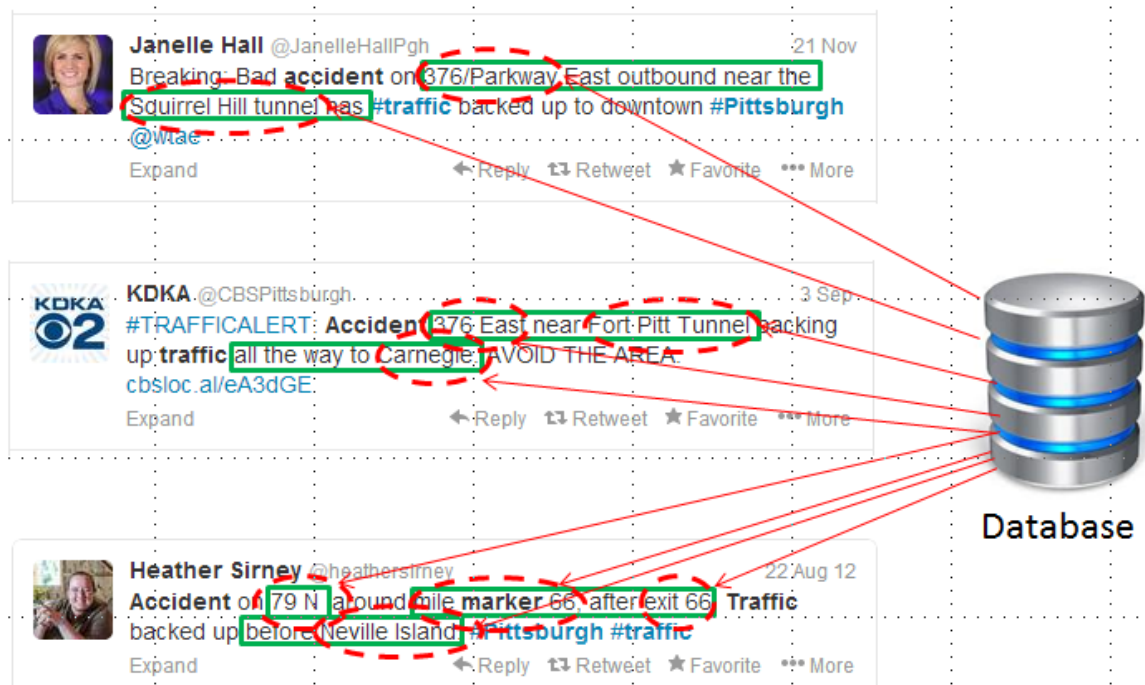 Janelle Hall @JanelleHallPgh 21 Nov
Breaking: Bad accident on 376/Parkway East outbound near the
Squirrel Hill tunnel has #traffic backed up to downtown #Pittsburgh
@wtae
Expand Reply Retweet Favorite More
KDKA
2
KDKA @CBSPittsburgh 3 Sep
#TRAFFICALERT: Accident 376 East near Fort Pitt Tunnel backing
up traffic all the way to Carnegie. AVOID THE AREA.
cbsloc.al/eA3dGE
Expand Reply Retweet Favorite More
Database
Heather Sirney @heathersirney 22 Aug 12
Accident on 79 N around mile marker 66, after exit 66. Traffic
backed up before Neville Island. #Pittsburgh #traffic
Expand Reply Retweet Favorite More